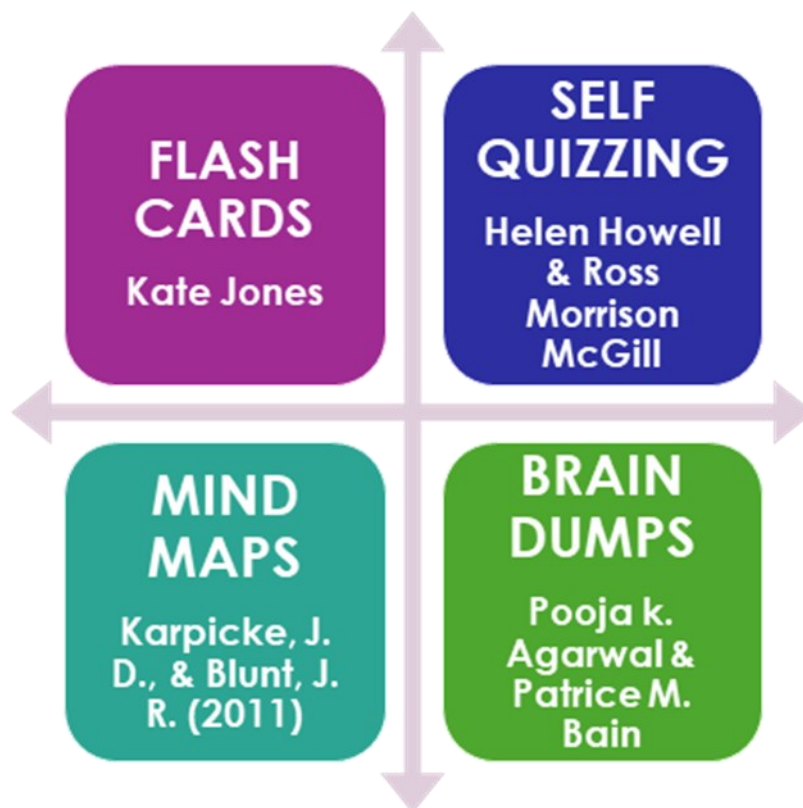 FLASH
CARDS
Kate Jones
SELF
QUIZZING
Helen Howell
& Ross
Morrison
McGill
MIND
MAPS
Karpicke, J.
D., & Blunt, J.
R. (2011)
BRAIN
DUMPS
Pooja k.
Agarwal &
Patrice M.
Bain